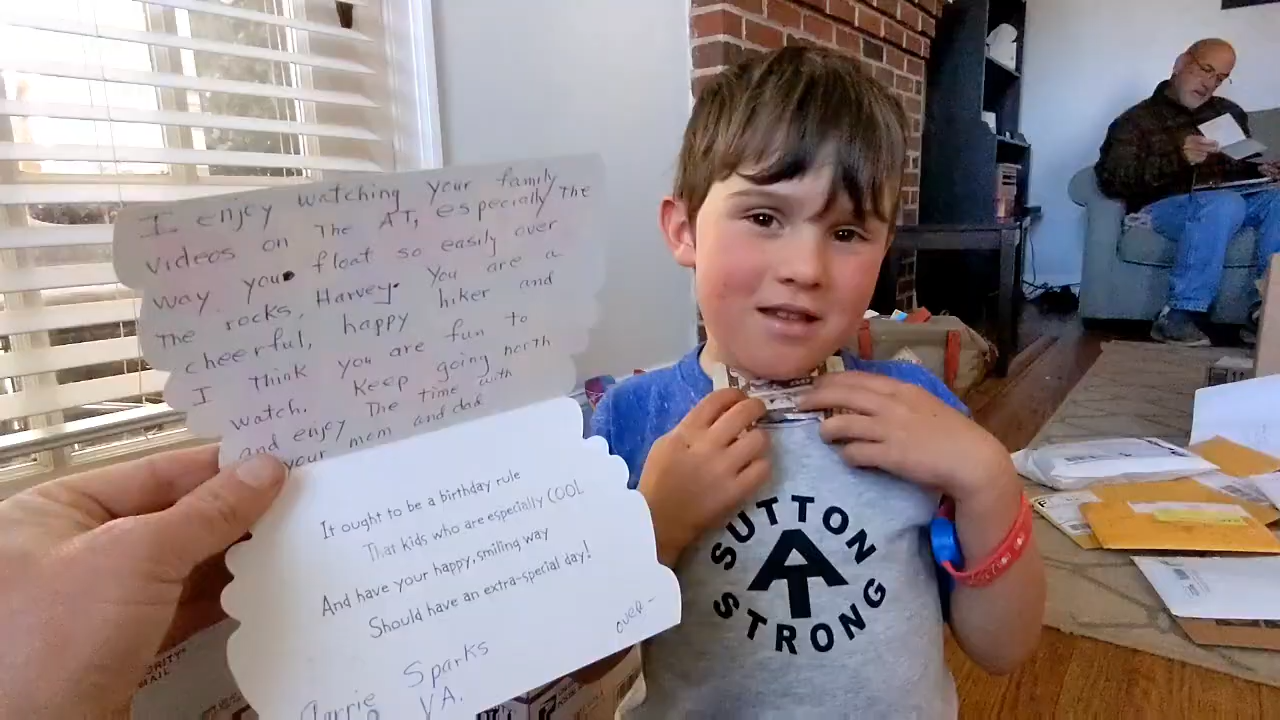 I enjoy watching your family
videos on The AT, especially The
way you float so easily over
The rocks, Harvey. You are a
cheerful, happy hiker and
I think you are fun to
watch. Keep going north
and enjoy The time with
your mom and dad
It ought to be a birthday rule
That kids who are especially COOL
And have your happy, smiling way
Should have an extra-special day!
over-
Sparks
VA.
SUTTON
AT
STRONG
MAIL